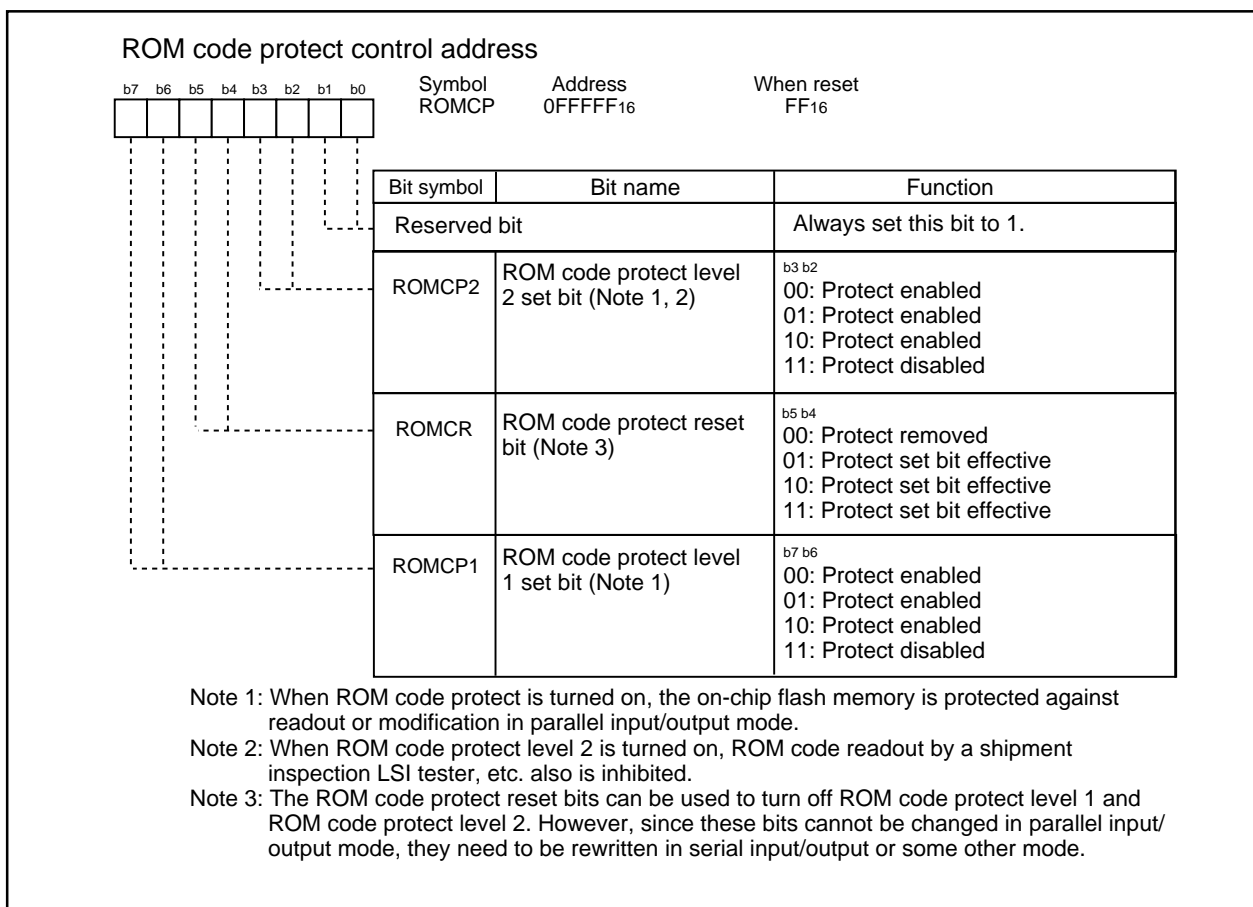 ROM code protect control address
b7 b6 b5 b4 b3 b2 b1 b0
Symbol Address When reset
ROMCP 0FFFFF16 FF16
Bit symbol Bit name Function
Reserved bit Always set this bit to 1.
ROMCP2
ROM code protect level
2 set bit (Note 1, 2)
b3 b2
00: Protect enabled
01: Protect enabled
10: Protect enabled
11: Protect disabled
ROMCR
ROM code protect reset
bit (Note 3)
b5 b4
00: Protect removed
01: Protect set bit effective
10: Protect set bit effective
11: Protect set bit effective
ROMCP1
ROM code protect level
1 set bit (Note 1)
b7 b6
00: Protect enabled
01: Protect enabled
10: Protect enabled
11: Protect disabled
Note 1: When ROM code protect is turned on, the on-chip flash memory is protected against
readout or modification in parallel input/output mode.
Note 2: When ROM code protect level 2 is turned on, ROM code readout by a shipment
inspection LSI tester, etc. also is inhibited.
Note 3: The ROM code protect reset bits can be used to turn off ROM code protect level 1 and
ROM code protect level 2. However, since these bits cannot be changed in parallel input/
output mode, they need to be rewritten in serial input/output or some other mode.